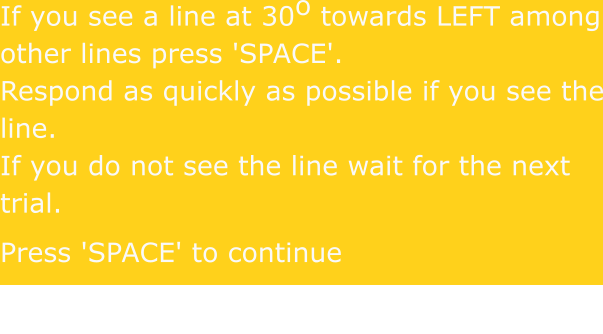 If you see a line at 30º towards LEFT among
other lines press 'SPACE'.
Respond as quickly as possible if you see the
line.
If you do not see the line wait for the next
trial.
Press 'SPACE' to continue